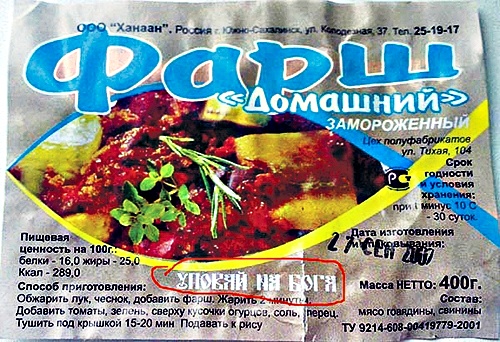 ООО "Ханаан". Россия г. Южно-Сахалинск, ул. Колодезная, 37. Тел. 25-19-17
Фарш
«Домашний»
ЗАМОРОЖЕННЫЙ
Цех полуфабрикатов
ул. Тихая, 104
Срок
годности
и условия
хранения:
при минус 10 С
- 30 суток.
Дата изготовления
и упаковывания:
27 СЕН
Пищевая
ценность на 100г.:
белки - 16,0 жиры - 25,0
Ккал - 289,0
УПОВАЙ НА БОГА
Масса НЕТТО: 400г.
Способ приготовления:
Обжарить лук, чеснок, добавить фарш. Жарить 2 минуты.
Добавить томаты, зелень, сверху кусочки огурцов, соль, перец.
Тушить под крышкой 15-20 мин Подавать к рису
Состав:
мясо говядины, свинины
ТУ 9214-608-00419779-2001